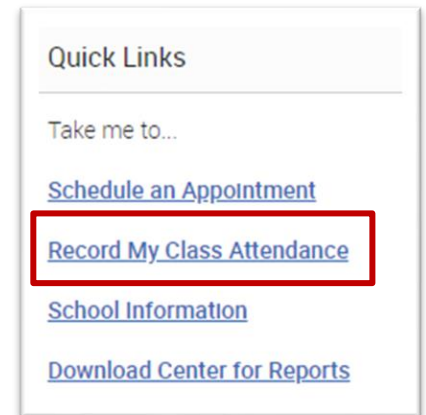 Quick Links
Take me to...
Schedule an Appointment
Record My Class Attendance
School Information
Download Center for Reports